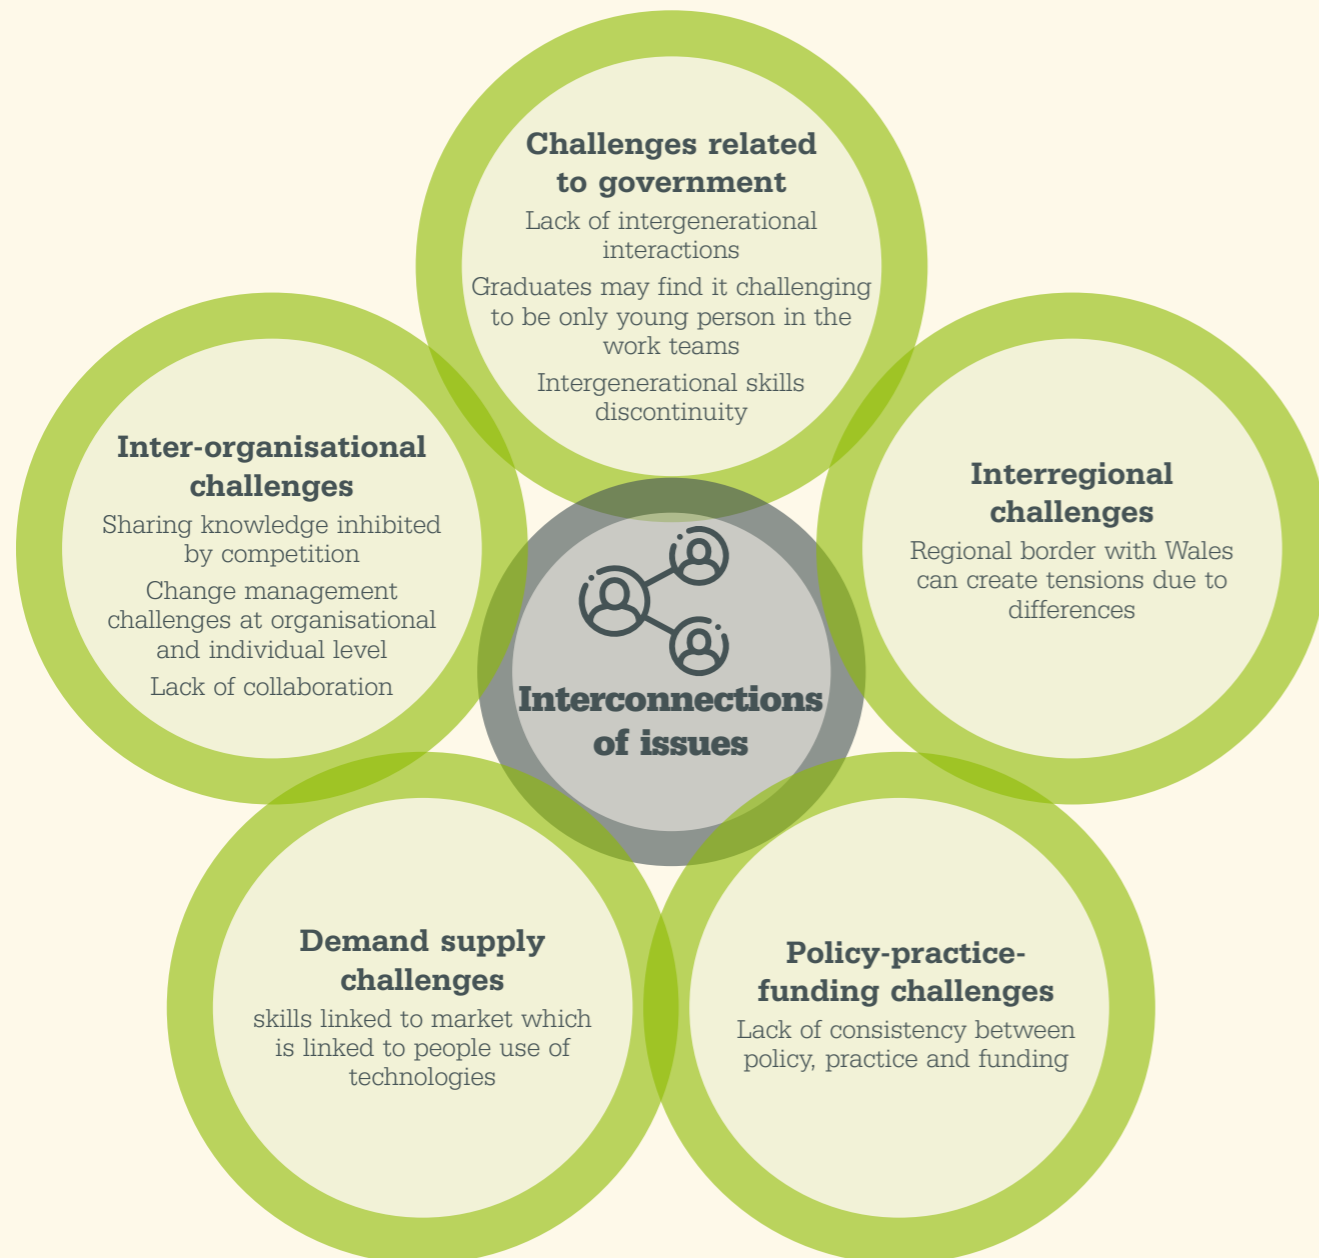 Challenges related
to government
Lack of intergenerational
interactions
Graduates may find it challenging
to be only young person in the
work teams
Intergenerational skills
discontinuity
Inter-organisational
challenges
Sharing knowledge inhibited
by competition
Change management
challenges at organisational
and individual level
Lack of collaboration
Interregional
challenges
Regional border with Wales
can create tensions due to
differences
Interconnections
of issues
Demand supply
challenges
skills linked to market which
is linked to people use of
technologies
Policy-practice-
funding challenges
Lack of consistency between
policy, practice and funding